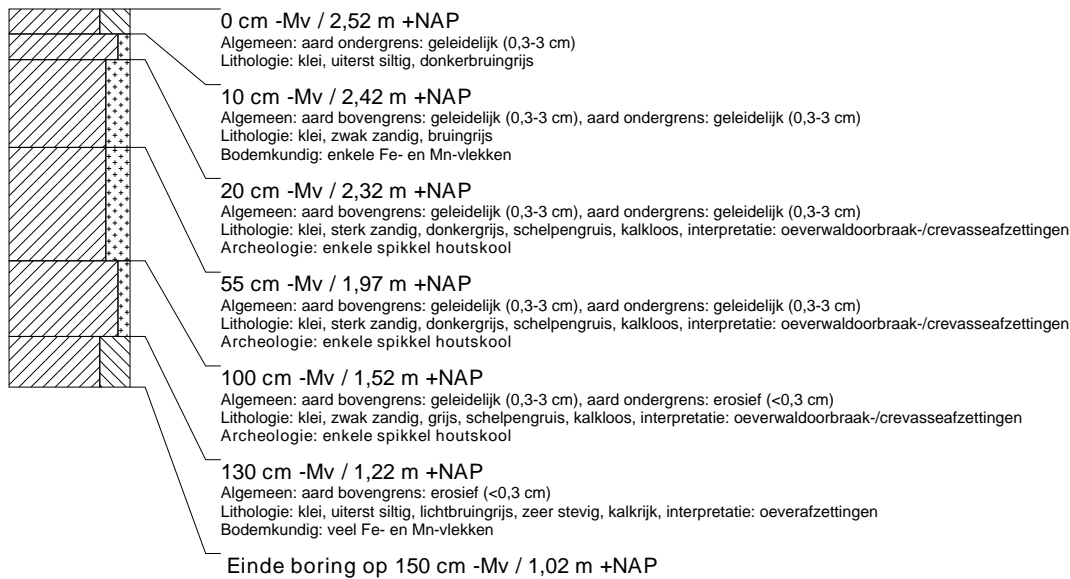 0 cm -Mv / 2,52 m +NAP
Algemeen: aard ondergrens: geleidelijk (0,3-3 cm)
Lithologie: klei, uiterst siltig, donkerbruingrijs
10 cm -Mv / 2,42 m +NAP
Algemeen: aard bovengrens: geleidelijk (0,3-3 cm), aard ondergrens: geleidelijk (0,3-3 cm)
Lithologie: klei, zwak zandig, bruingrijs
Bodemkundig: enkele Fe- en Mn-vlekken
20 cm -Mv / 2,32 m +NAP
Algemeen: aard bovengrens: geleidelijk (0,3-3 cm), aard ondergrens: geleidelijk (0,3-3 cm)
Lithologie: klei, sterk zandig, donkergrijs, schelpengruis, kalkloos, interpretatie: oeverwaldoorbraak-/crevasseafzettingen
Archeologie: enkele spikkel houtskool
55 cm -Mv / 1,97 m +NAP
Algemeen: aard bovengrens: geleidelijk (0,3-3 cm), aard ondergrens: geleidelijk (0,3-3 cm)
Lithologie: klei, sterk zandig, donkergrijs, schelpengruis, kalkloos, interpretatie: oeverwaldoorbraak-/crevasseafzettingen
Archeologie: enkele spikkel houtskool
100 cm -Mv / 1,52 m +NAP
Algemeen: aard bovengrens: geleidelijk (0,3-3 cm), aard ondergrens: erosief (<0,3 cm)
Lithologie: klei, zwak zandig, grijs, schelpengruis, kalkloos, interpretatie: oeverwaldoorbraak-/crevasseafzettingen
Archeologie: enkele spikkel houtskool
130 cm -Mv / 1,22 m +NAP
Algemeen: aard bovengrens: erosief (<0,3 cm)
Lithologie: klei, uiterst siltig, lichtbruingrijs, zeer stevig, kalkrijk, interpretatie: oeverafzettingen
Bodemkundig: veel Fe- en Mn-vlekken
Einde boring op 150 cm -Mv / 1,02 m +NAP